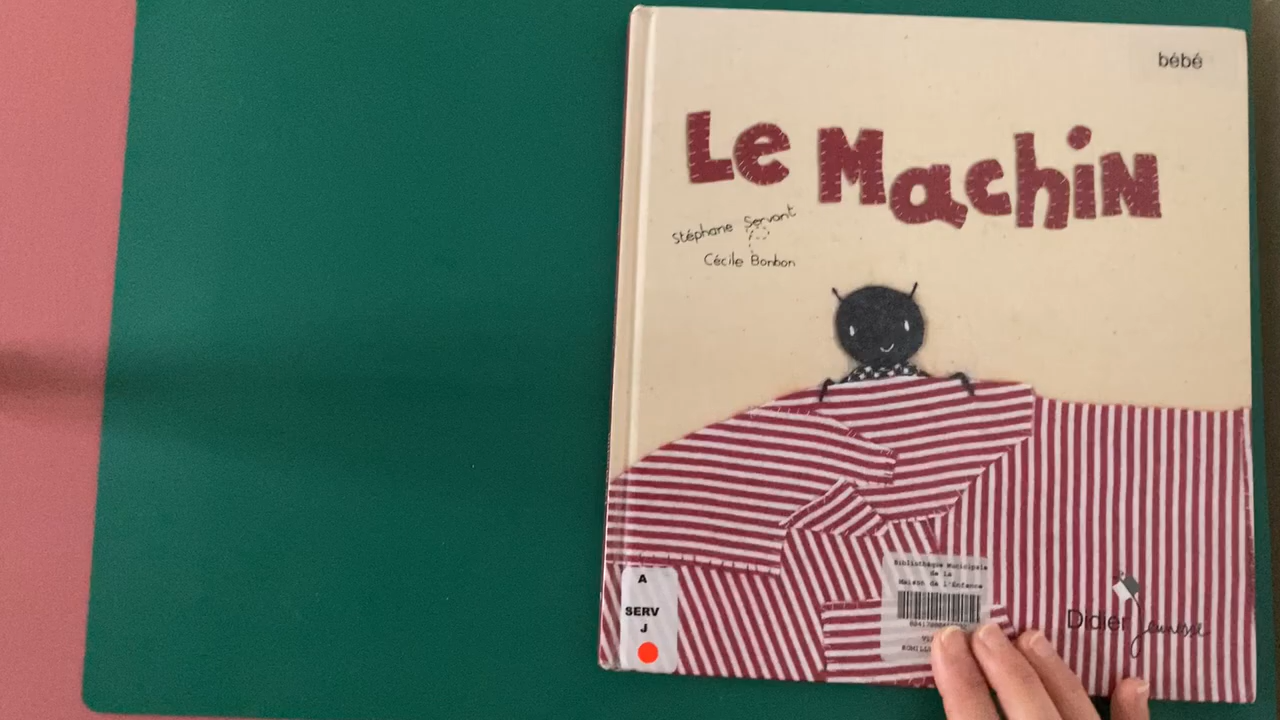 bébé
Le Machin
Stéphane Servant
Cécile Bonbon
Bibliothèque Municipale
de la
Maison de l'Enfance
A
SERV
J
Didier Jeunesse